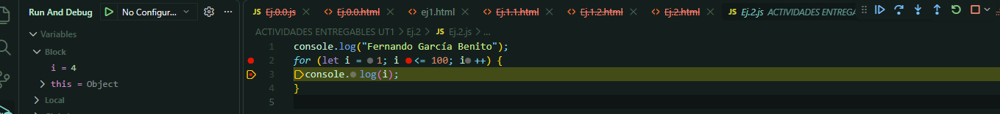 Run And Debug No Configur... ···
Variables
Block
i = 4
this = Object
Local
JS Ej.0.0.js Ej.0.0.html ej1.html Ej.1.1.html Ej.1.2.html Ej.2.html JS Ej.2.js ACTIVIDADES ENTREGA
ACTIVIDADES ENTREGABLES UT1 > Ej.2 > JS Ej.2.js > ...
1 console.log("Fernando García Benito");
2 for (let i = 1; i <= 100; i ++) {
3 console. log(i);
4 }
5